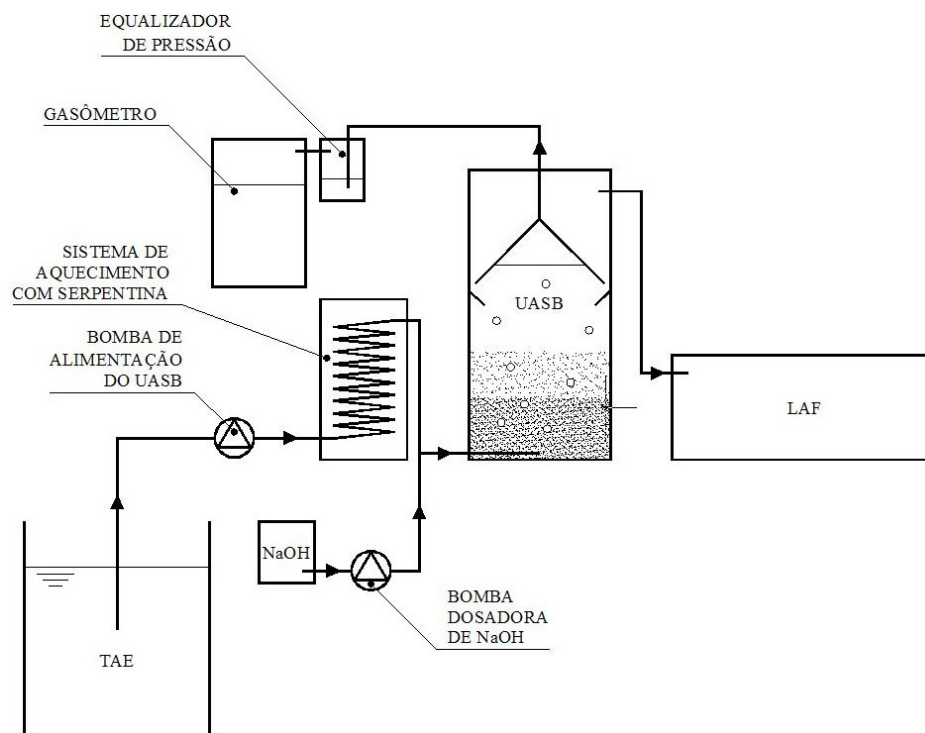 EQUALIZADOR
DE PRESSÃO
GASÔMETRO
SISTEMA DE
AQUECIMENTO
COM SERPENTINA
BOMBA DE
ALIMENTAÇÃO
DO UASB
UASB
LAF
NaOH
BOMBA
DOSADORA
DE NaOH
TAE